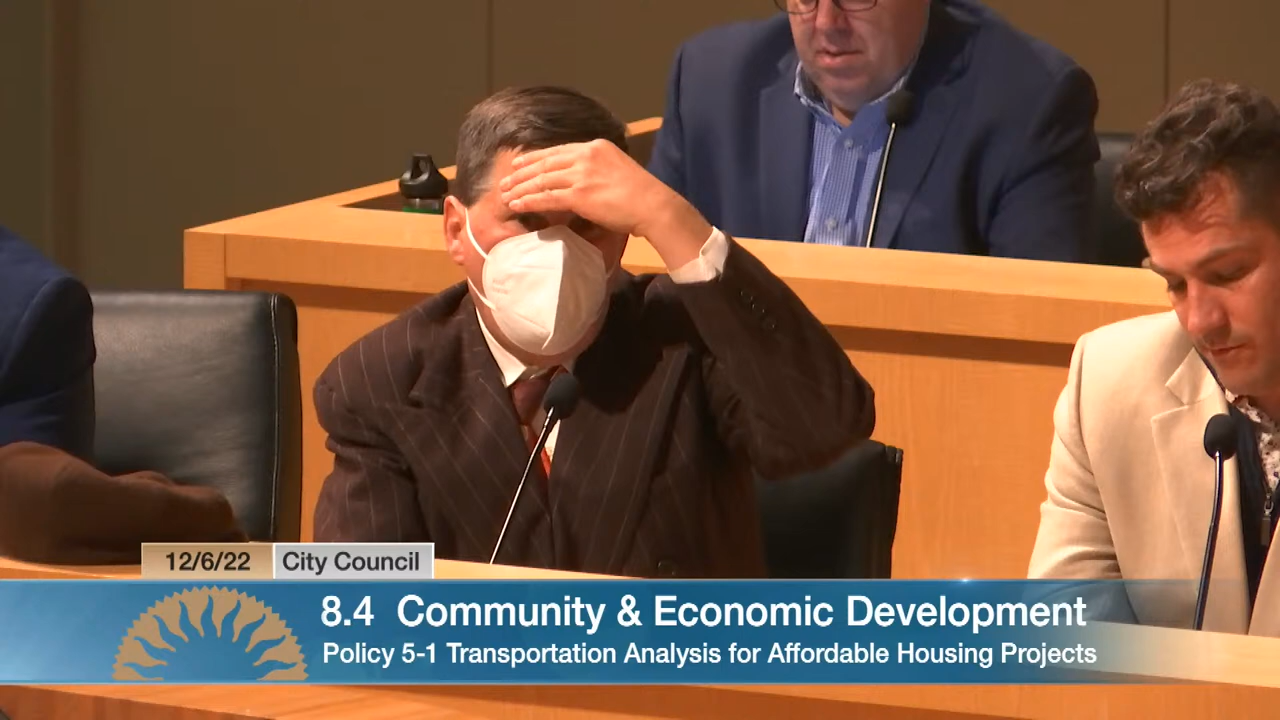 12/6/22 City Council
8.4 Community & Economic Development
Policy 5-1 Transportation Analysis for Affordable Housing Projects